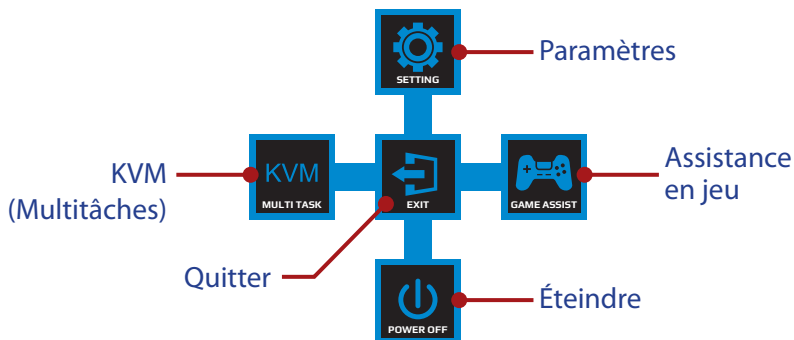 SETTING
Paramètres
KVM
(Multitâches)
KVM
MULTI TASK
EXIT
GAME ASSIST
Assistance
en jeu
Quitter
POWER OFF
Éteindre